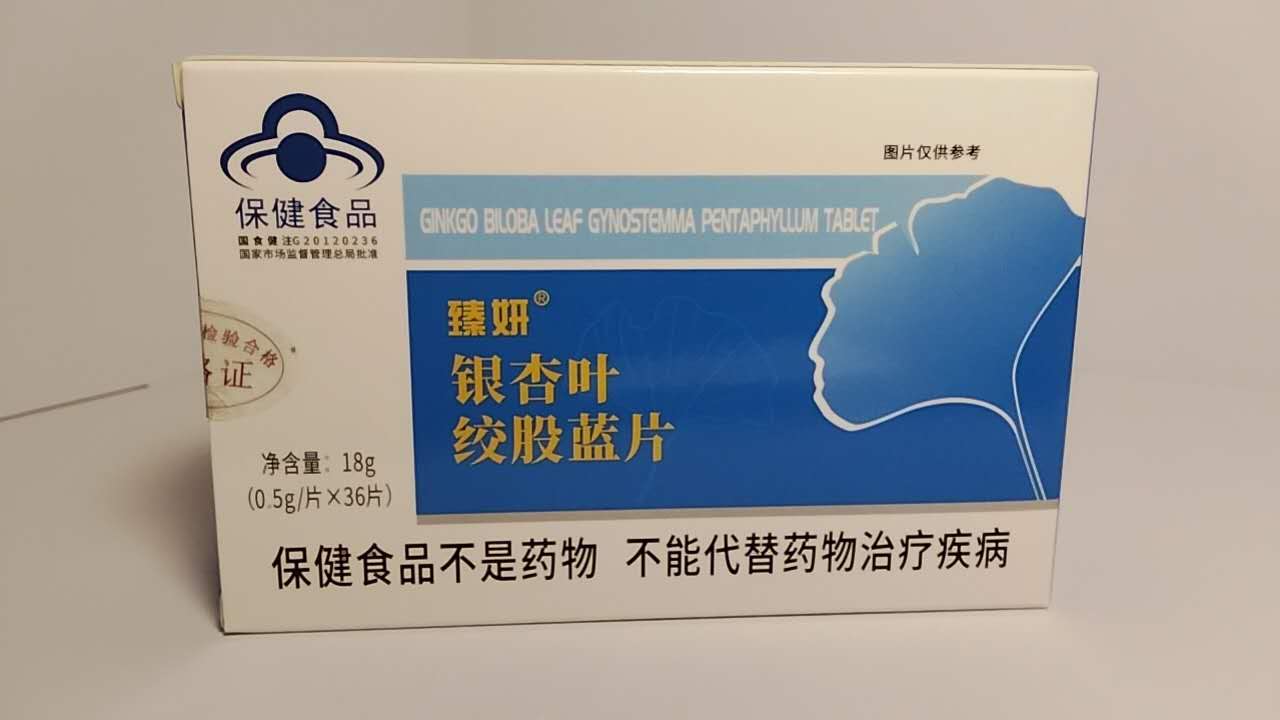 保健食品
国食健注G20120236
国家市场监督管理总局批准
图片仅供参考
GINKGO BILOBA LEAF GYNOSTEMMA PENTAPHYLLUM TABLET
臻妍®
银杏叶
绞股蓝片
检验合格
证
净含量：18g
（0.5g/片×36片）
保健食品不是药物 不能代替药物治疗疾病